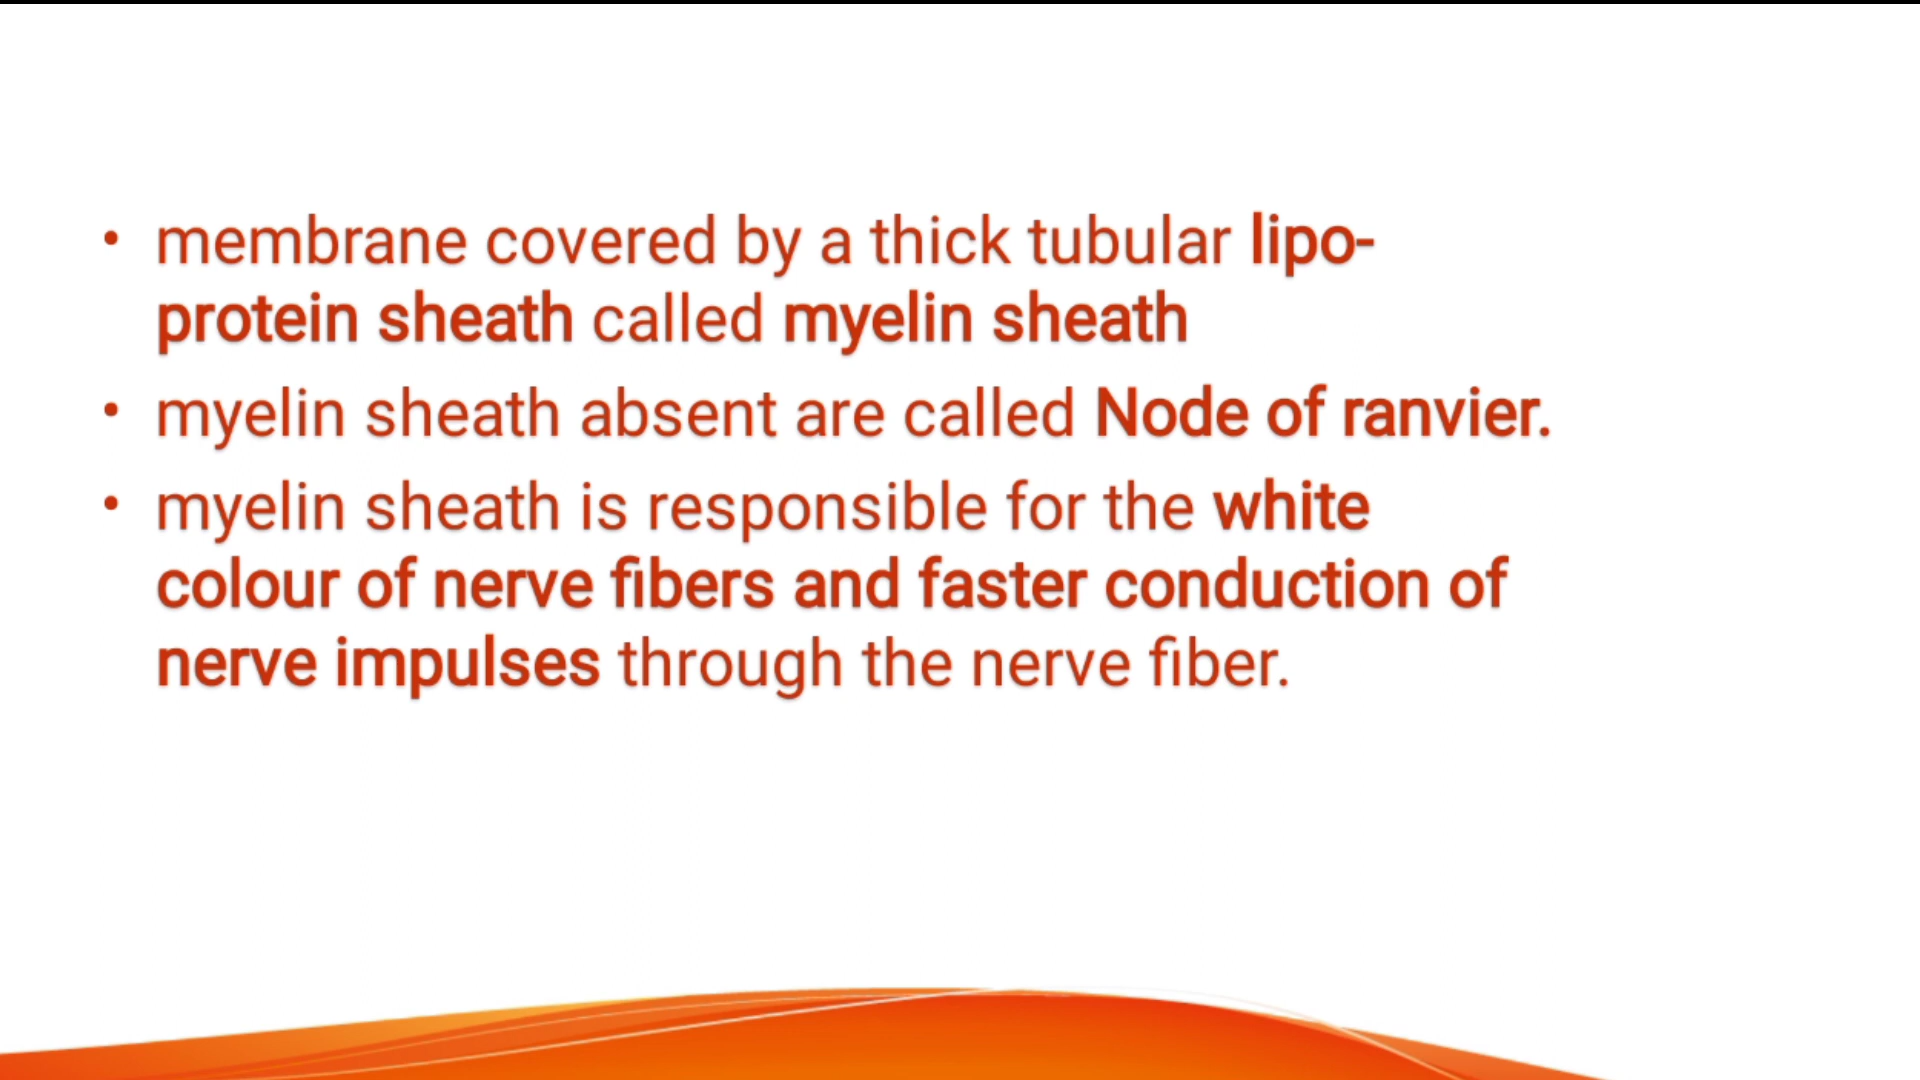 • membrane covered by a thick tubular lipo-
protein sheath called myelin sheath
• myelin sheath absent are called Node of ranvier.
• myelin sheath is responsible for the white
colour of nerve fibers and faster conduction of
nerve impulses through the nerve fiber.